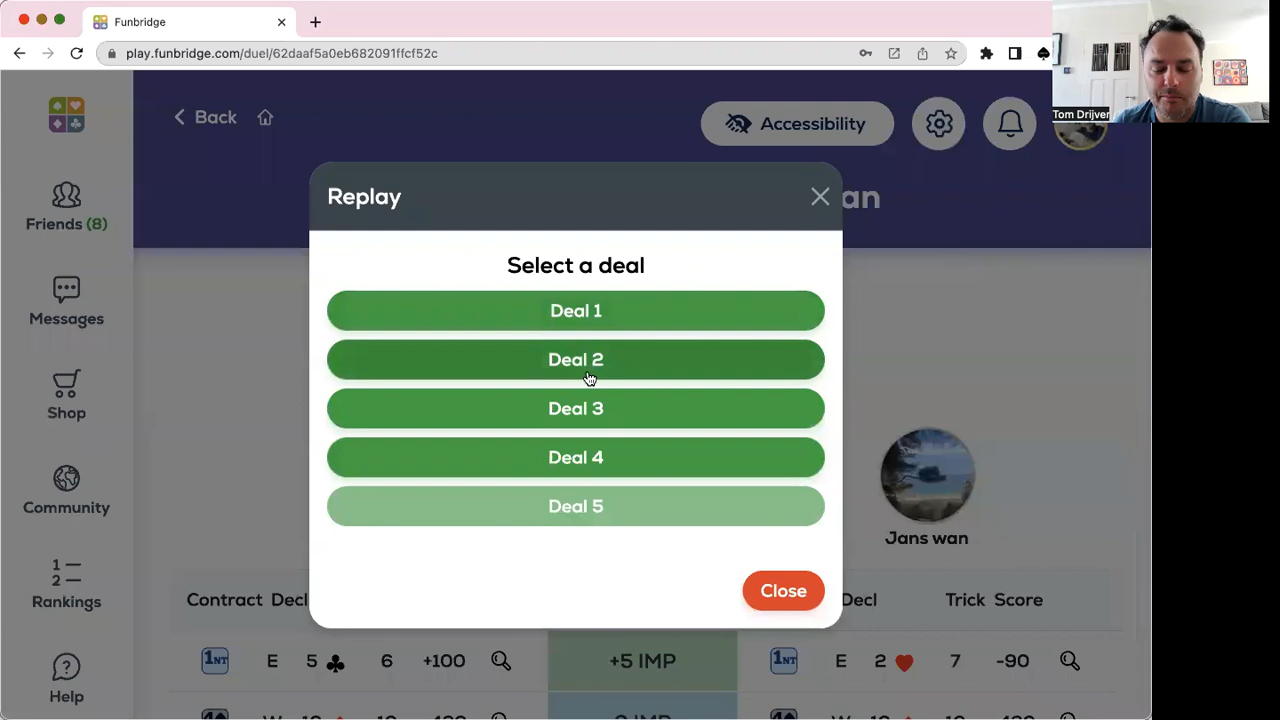 Funbridge
play.funbridge.com/duel/62daaf5a0eb682091ffcf52c
Tom Drijver
Back
Accessibility
an
Friends (8)
Messages
Shop
Community
1
2
Rankings
Help
Replay
Select a deal
Deal 1
Deal 2
Deal 3
Deal 4
Deal 5
Close
Jans wan
Contract Decl
Decl Trick Score
1NT E 5♣ 6 +100 +5 IMP 1NT E 2♥ 7 -90